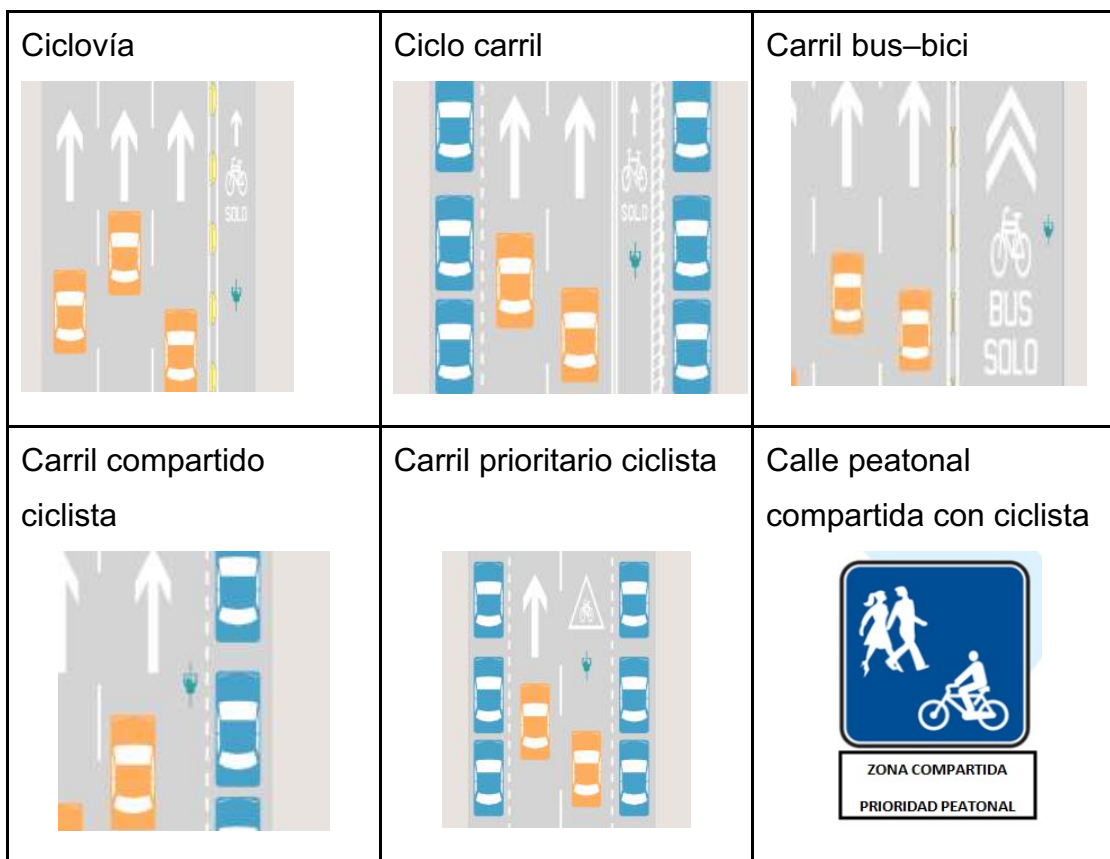 Ciclovía
SOLO
Ciclo carril
SOLO
Carril bus–bici
BUS
SOLO
Carril compartido
ciclista
Carril prioritario ciclista
Calle peatonal
compartida con ciclista
ZONA COMPARTIDA
PRIORIDAD PEATONAL